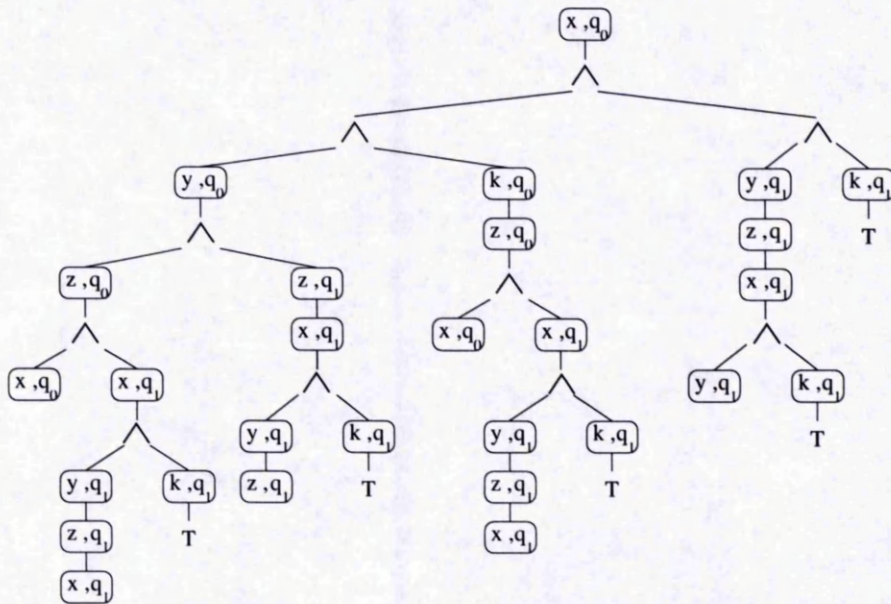 x ,q₀
∧
∧ ∧
y ,q₀ k ,q₀ y ,q₁ k ,q₁
∧ z ,q₀ z ,q₁ T
z ,q₀ z ,q₁ ∧ x ,q₁
∧ x ,q₁ x ,q₀ x ,q₁ ∧
x ,q₀ x ,q₁ ∧ ∧ y ,q₁ k ,q₁
∧ y ,q₁ k ,q₁ y ,q₁ k ,q₁ T
y ,q₁ k ,q₁ z ,q₁ T z ,q₁ T
z ,q₁ T x ,q₁
x ,q₁